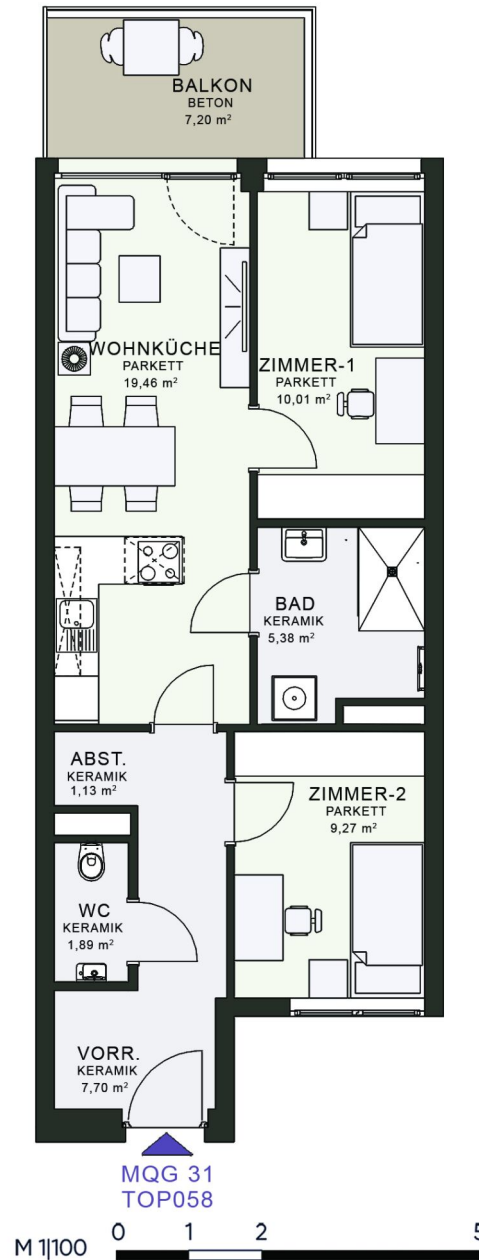 BALKON
BETON
7,20 m²
WOHNKÜCHE
PARKETT
19,46 m²
ZIMMER-1
PARKETT
10,01 m²
BAD
KERAMIK
5,38 m²
ABST.
KERAMIK
1,13 m²
ZIMMER-2
PARKETT
9,27 m²
WC
KERAMIK
1,89 m²
VORR.
KERAMIK
7,70 m²
MQG 31
TOP058
M 1|100
0 1 2 5